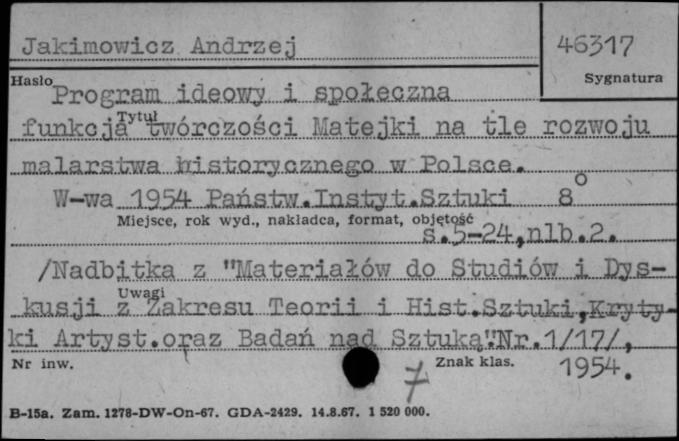 Jakimowicz Andrzej
46317
Hasło
Sygnatura
Program ideowy i społeczna
Tytuł
funkcja twórczości Matejki na tle rozwoju
malarstwa historycznego w Polsce.
W-wa 1954 Państw.Instyt.Sztuki 8°
Miejsce, rok wyd., nakładca, format, objętość
s.5-24,nlb.2.
/Nadbitka z "Materiałów do Studiów i Dys-
Uwagi
kusji z Zakresu Teorii i Hist.Sztuki,Kryty-
ki Artyst.oraz Badań nad Sztuką".Nr.1/17/,
Nr inw.
7
Znak klas.
1954.
B-15a. Zam. 1278-DW-On-67. GDA-2429. 14.8.67. 1 520 000.